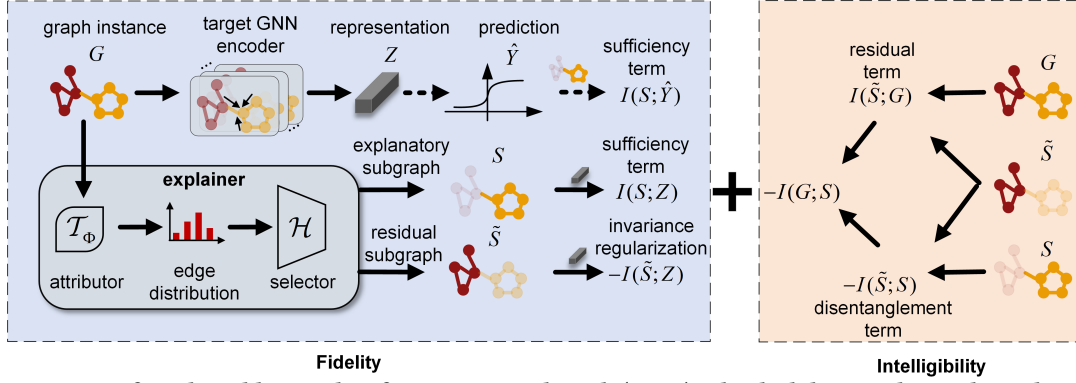 graph instance
G
target GNN
encoder
representation
Z
prediction
Ŷ
sufficiency
term
I(S;Ŷ)
explainer
𝒯_Φ
attributor
edge
distribution
ℋ
selector
explanatory
subgraph
S
sufficiency
term
I(S;Z)
residual
subgraph
S̃
invariance
regularization
−I(S̃;Z)
Fidelity
+
residual
term
I(S̃;G)
G
−I(G;S)
S̃
−I(S̃;S)
disentanglement
term
S
Intelligibility